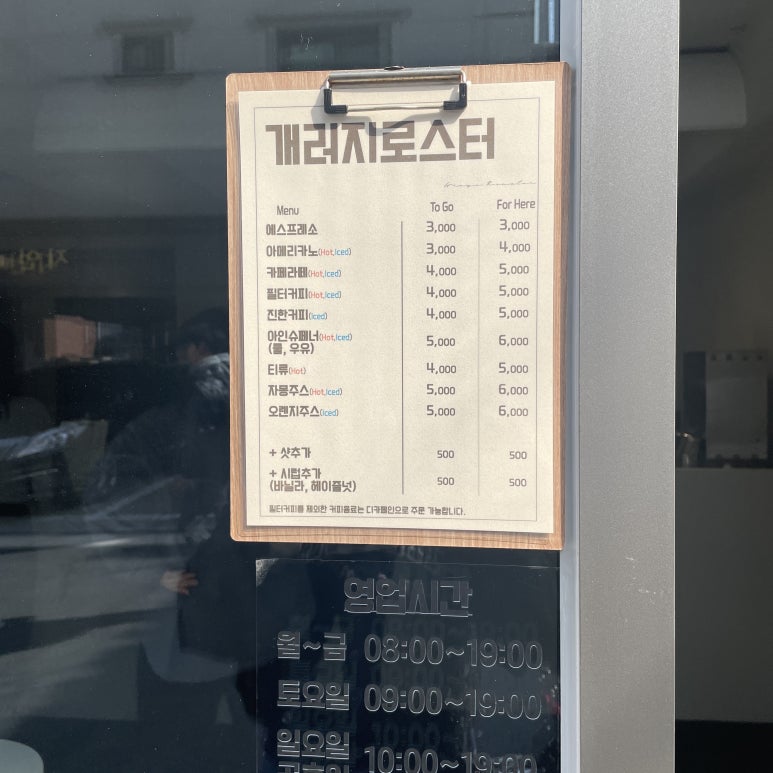 개러지로스터
Garage Roaster
Menu To Go For Here
에스프레소 3,000 3,000
아메리카노(Hot,Iced) 3,000 4,000
카페라떼(Hot,Iced) 4,000 5,000
필터커피(Hot,Iced) 4,000 5,000
진한커피(Iced) 4,000 5,000
아인슈페너(Hot,Iced) 5,000 6,000
(물, 우유)
티류(Hot) 4,000 5,000
자몽주스(Hot,Iced) 5,000 6,000
오렌지주스(Iced) 5,000 6,000
+ 샷추가 500 500
+ 시럽추가 500 500
(바닐라, 헤이즐넛)
필터커피를 제외한 커피음료는 디카페인으로 주문 가능합니다.
영업시간
월~금 08:00~19:00
토요일 09:00~19:00
일요일 10:00~19:00